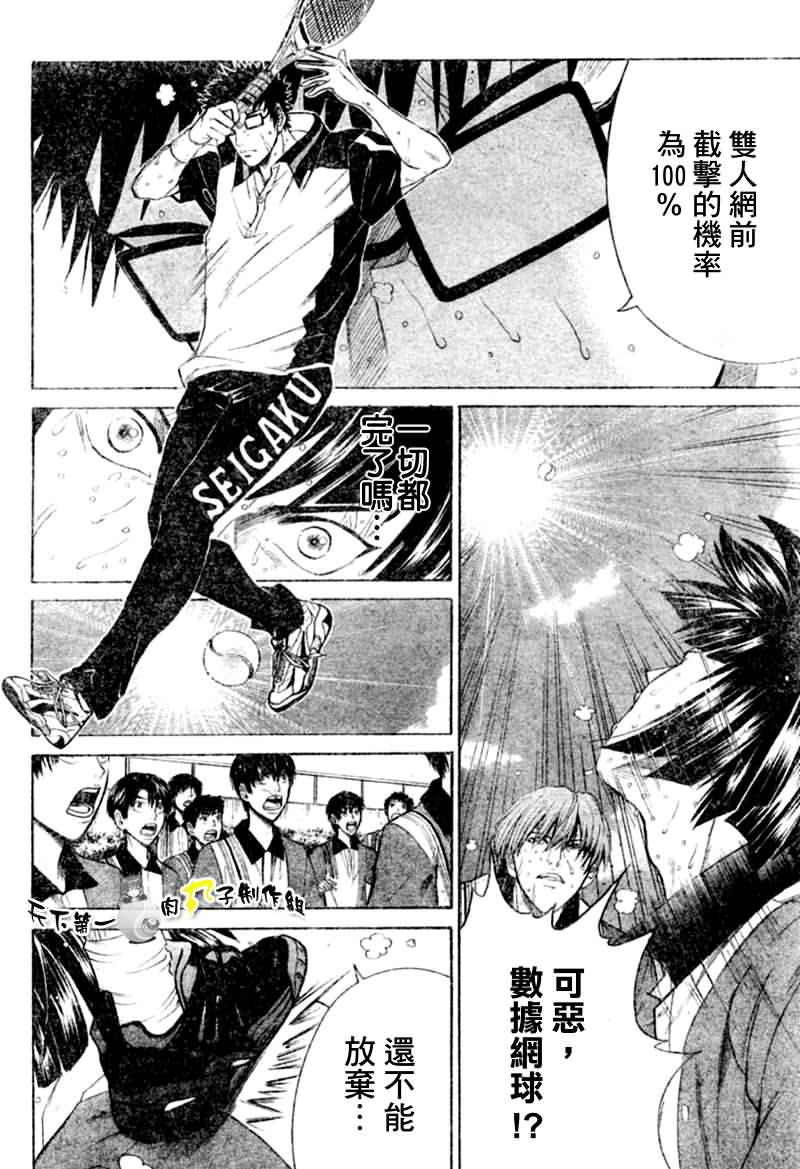 雙人網前
截擊的機率
為100%
SEIGAKU
一切都
完了嗎…
可惡，
數據網球!?
天下第一
肉丸子制作組
還不能
放棄…